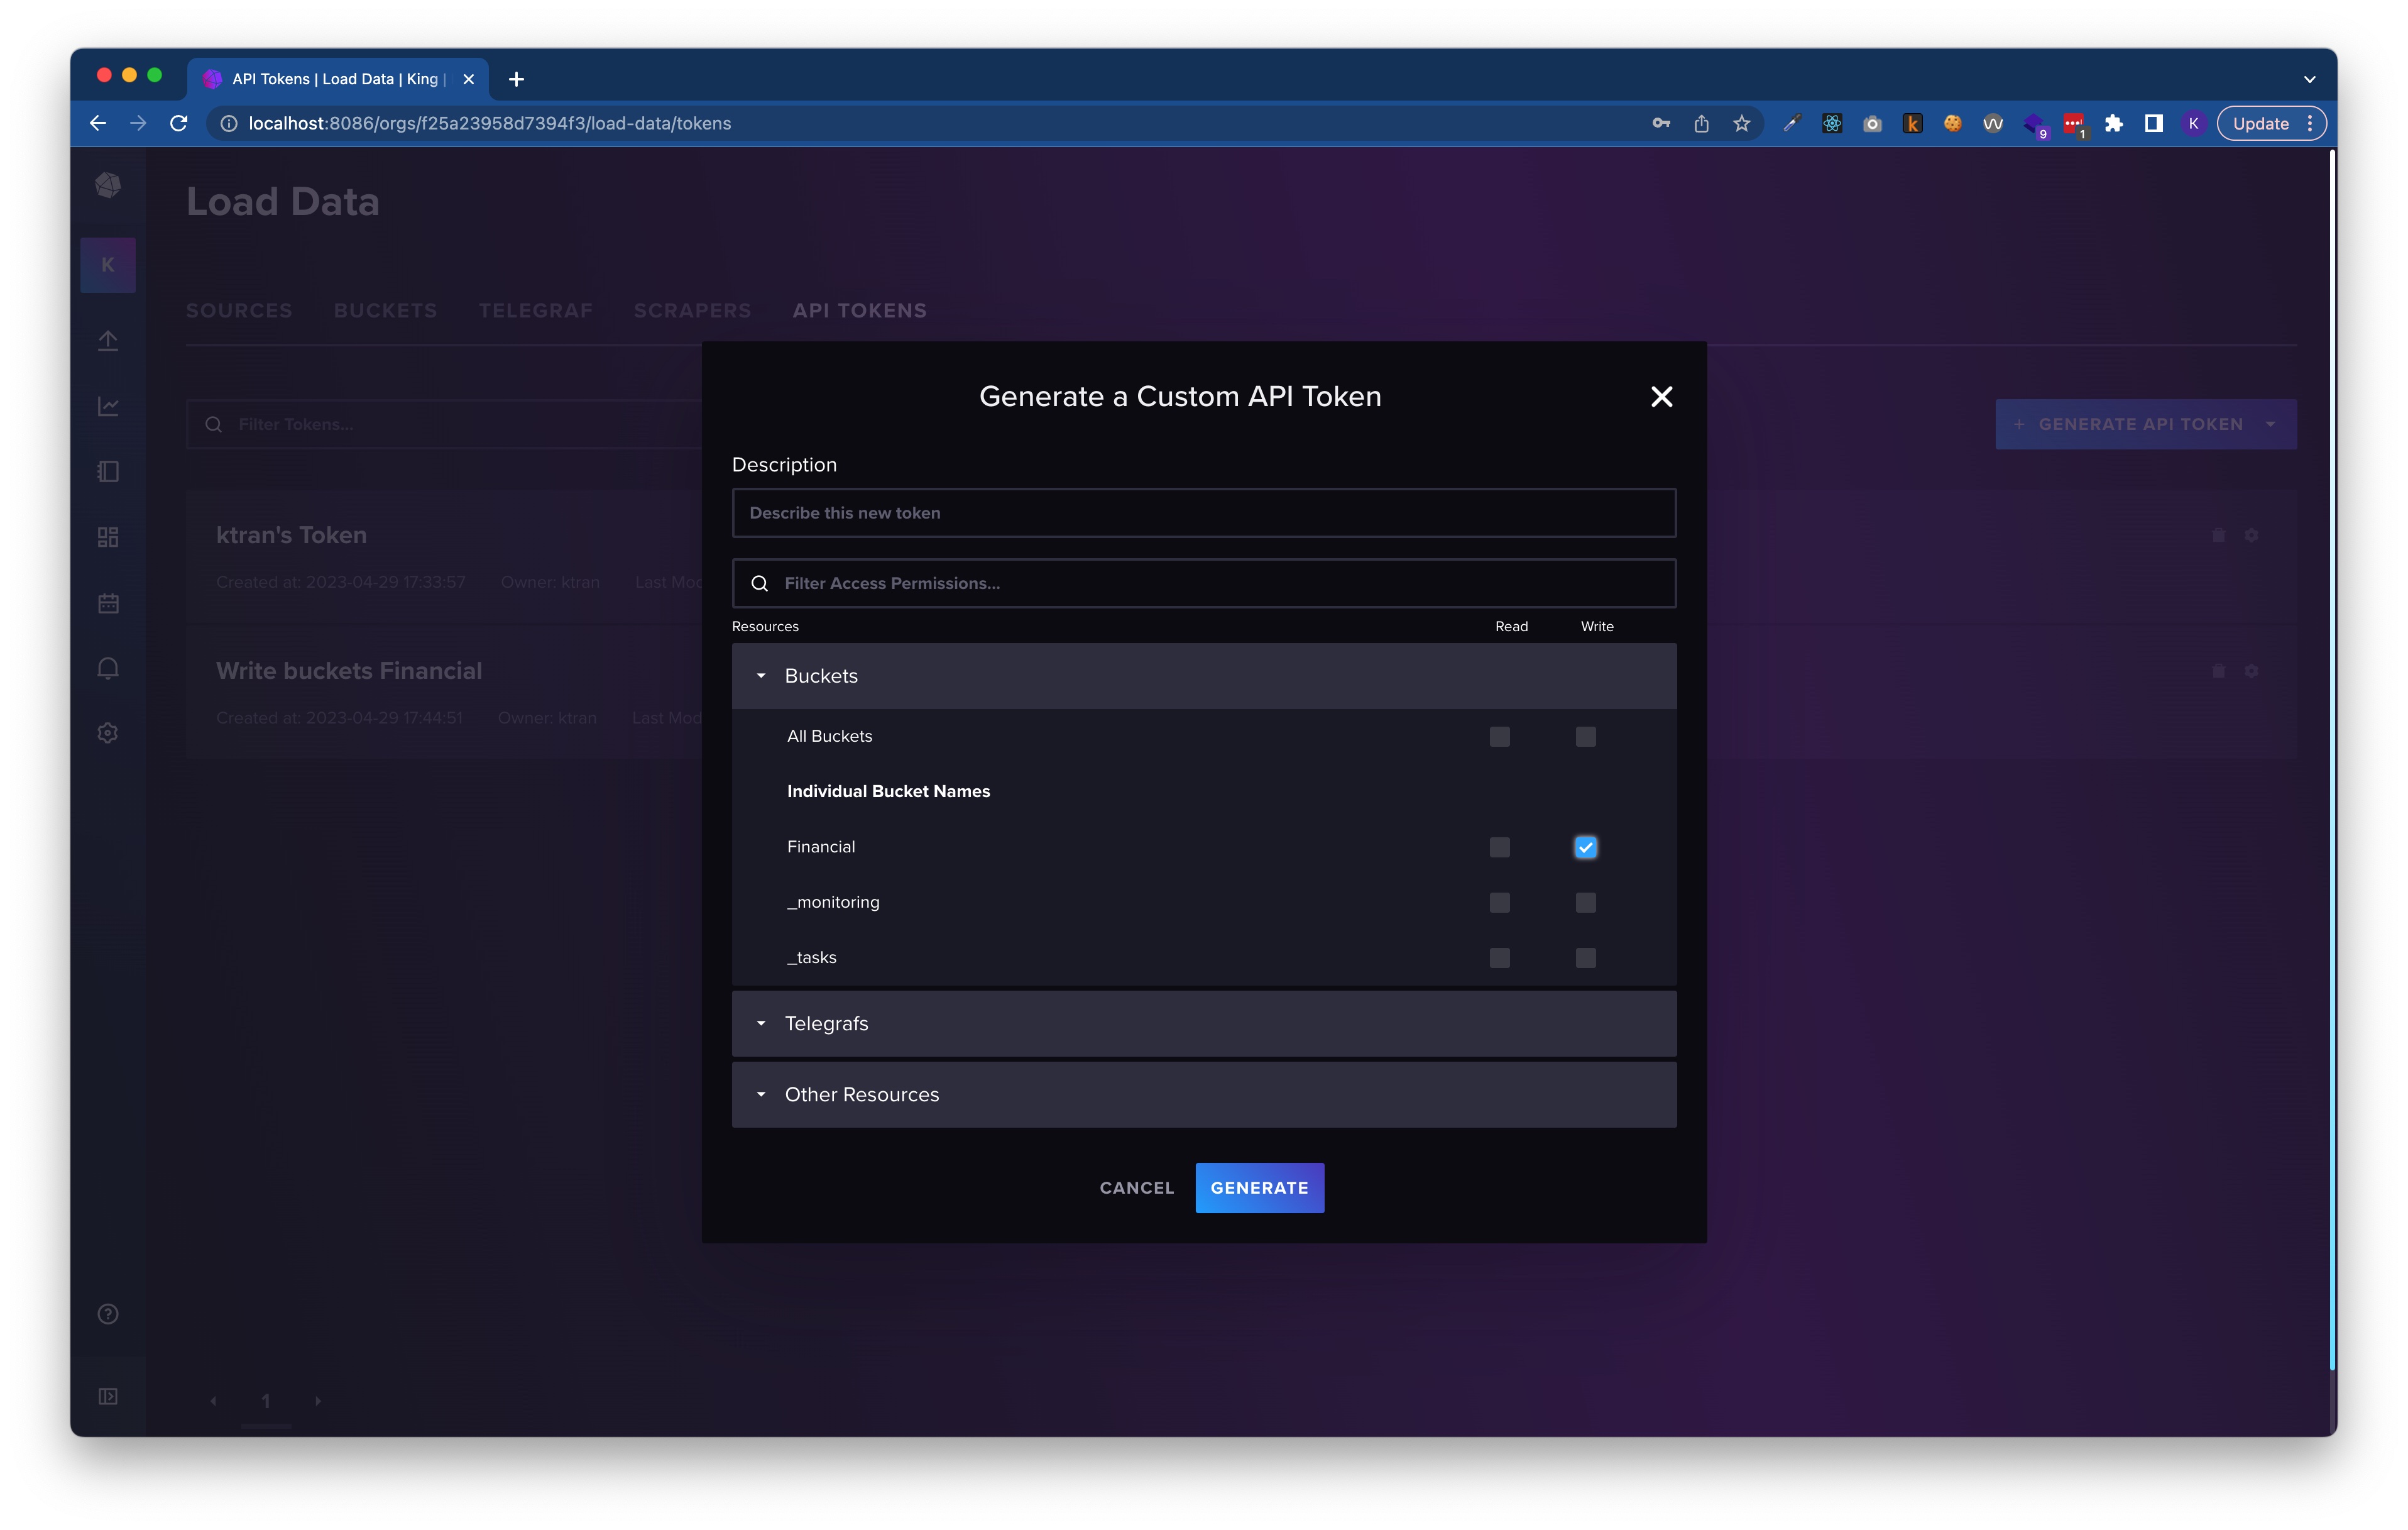 API Tokens | Load Data | King |
localhost:8086/orgs/f25a23958d7394f3/load-data/tokens
9
1
K
Update
Load Data
K
SOURCES BUCKETS TELEGRAF SCRAPERS API TOKENS
Generate a Custom API Token
Filter Tokens...
+ GENERATE API TOKEN
Description
Describe this new token
ktran's Token
Created at: 2023-04-29 17:33:57 Owner: ktran Last Mod
Filter Access Permissions...
Resources Read Write
Write buckets Financial
Created at: 2023-04-29 17:44:51 Owner: ktran Last Mod
Buckets
All Buckets
Individual Bucket Names
Financial
_monitoring
_tasks
Telegrafs
Other Resources
CANCEL GENERATE
1